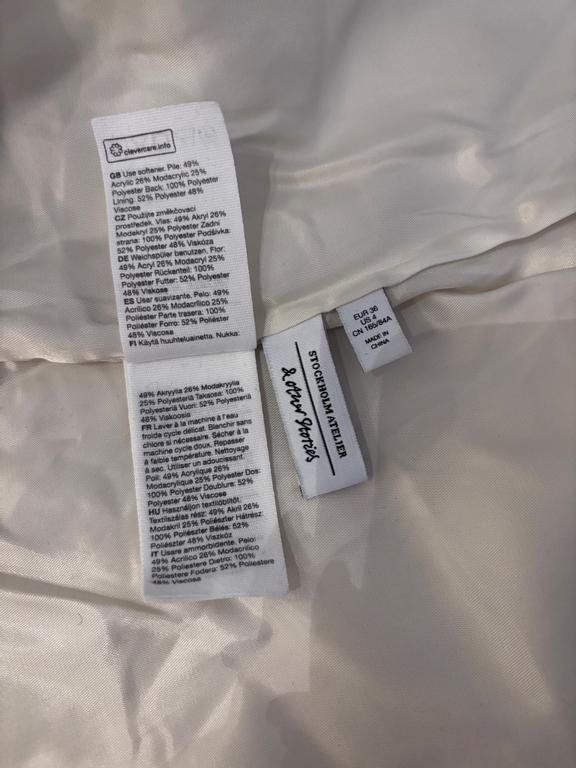 clevercare.info
GB Use softener. Pile: 49%
Acrylic 26% Modacrylic 25%
Polyester Back: 100% Polyester
Lining: 52% Polyester 48%
Viscose
CZ Použijte změkčovací
prostředek. Vlas: 49% Akryl 26%
Modakryl 25% Polyester Zadní
strana: 100% Polyester Podšívka:
52% Polyester 48% Viskóza
DE Weichspüler benutzen. Flor:
49% Acryl 26% Modacryl 25%
Polyester Rückenteil: 100%
Polyester Futter: 52% Polyester
48% Viskose
ES Usar suavizante. Pelo: 49%
Acrílico 26% Modacrílico 25%
Poliéster Parte trasera: 100%
Poliéster Forro: 52% Poliéster
48% Viscosa
FI Käytä huuhteluainetta. Nukka:
49% Akryylia 26% Modakryylia
25% Polyesteriä Takaosa: 100%
Polyesteriä Vuori: 52% Polyesteriä
48% Viskoosia
FR Laver à la machine à l'eau
froide cycle délicat. Blanchir sans
chlore si nécessaire. Sécher à la
machine cycle doux. Repasser
à faible température. Nettoyage
à sec. Utiliser un adoucissant.
Poil: 49% Acrylique 26%
Modacrylique 25% Polyester Dos:
100% Polyester Doublure: 52%
Polyester 48% Viscose
HU Használjon textilöblítőt.
Textilszálas rész: 49% Akril 26%
Modakril 25% Poliészter Hátrész:
100% Poliészter Bélés: 52%
Poliészter 48% Viszkóz
IT Usare ammorbidente. Pelo:
49% Acrilico 26% Modacrilico
25% Poliestere Dietro: 100%
Poliestere Fodera: 52% Poliestere
48% Viscosa
STOCKHOLM ATELIER
& other Stories
EUR 36
US 4
CN 165/84A
MADE IN
CHINA